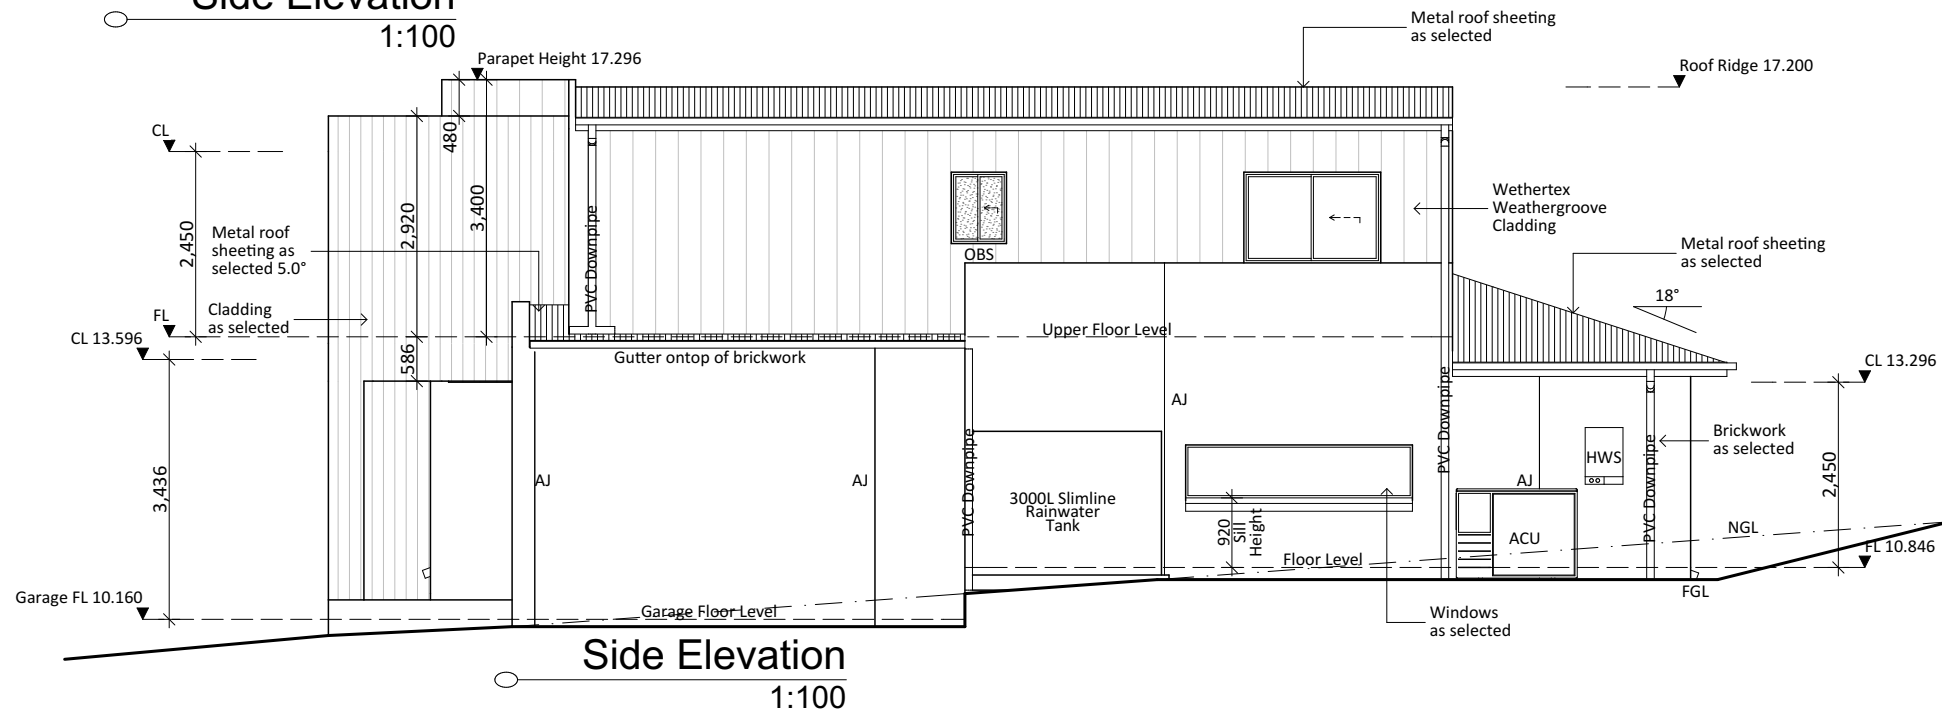 Side Elevation
1:100
Metal roof sheeting
as selected
Parapet Height 17.296
Roof Ridge 17.200
CL
480
2,450
2,920
3,400
Metal roof
sheeting as
selected 5.0°
PVC Downpipe
OBS
Wethertex
Weathergroove
Cladding
Metal roof sheeting
as selected
18°
Cladding
as selected
FL
CL 13.596
586
Upper Floor Level
Gutter ontop of brickwork
CL 13.296
AJ
PVC Downpipe
Brickwork
as selected
HWS
2,450
3,436
AJ
AJ
PVC Downpipe
3000L Slimline
Rainwater
Tank
920
Sill
Height
AJ
ACU
PVC Downpipe
NGL
FL 10.846
Floor Level
FGL
Garage FL 10.160
Garage Floor Level
Windows
as selected
Side Elevation
1:100